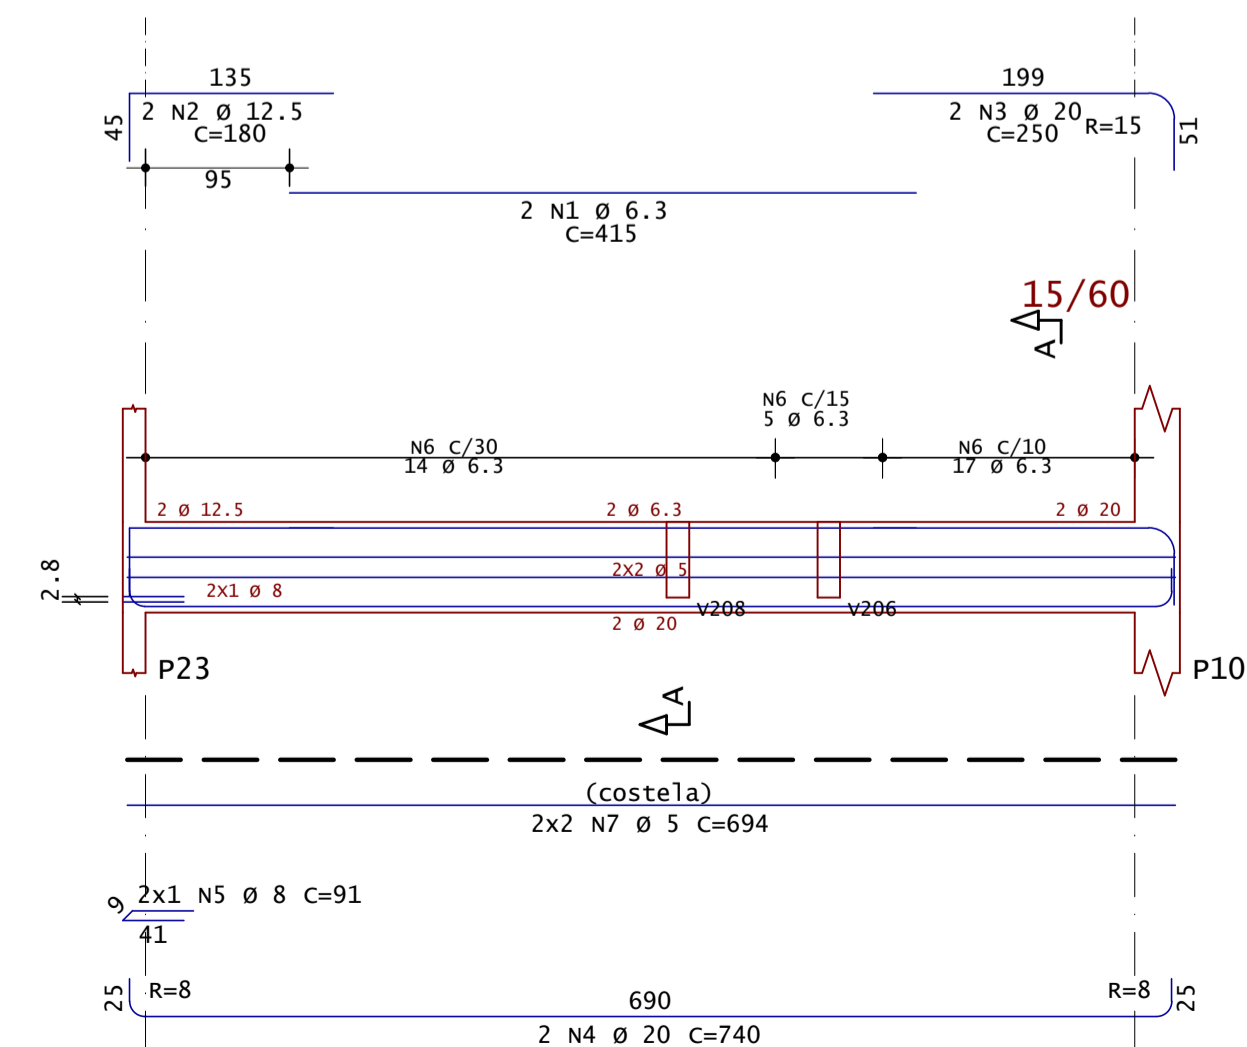 135
199
2 N2 Ø 12.5
C=180
45
2 N3 Ø 20
C=250
R=15
51
95
2 N1 Ø 6.3
C=415
15/60
A
N6 C/15
5 Ø 6.3
N6 C/30
14 Ø 6.3
N6 C/10
17 Ø 6.3
2 Ø 12.5
2 Ø 6.3
2 Ø 20
2x2 Ø 5
2.8
2x1 Ø 8
V208
V206
2 Ø 20
P23
P10
A
(costela)
2x2 N7 Ø 5 C=694
2x1 N5 Ø 8 C=91
9
41
25
R=8
690
R=8
25
2 N4 Ø 20 C=740